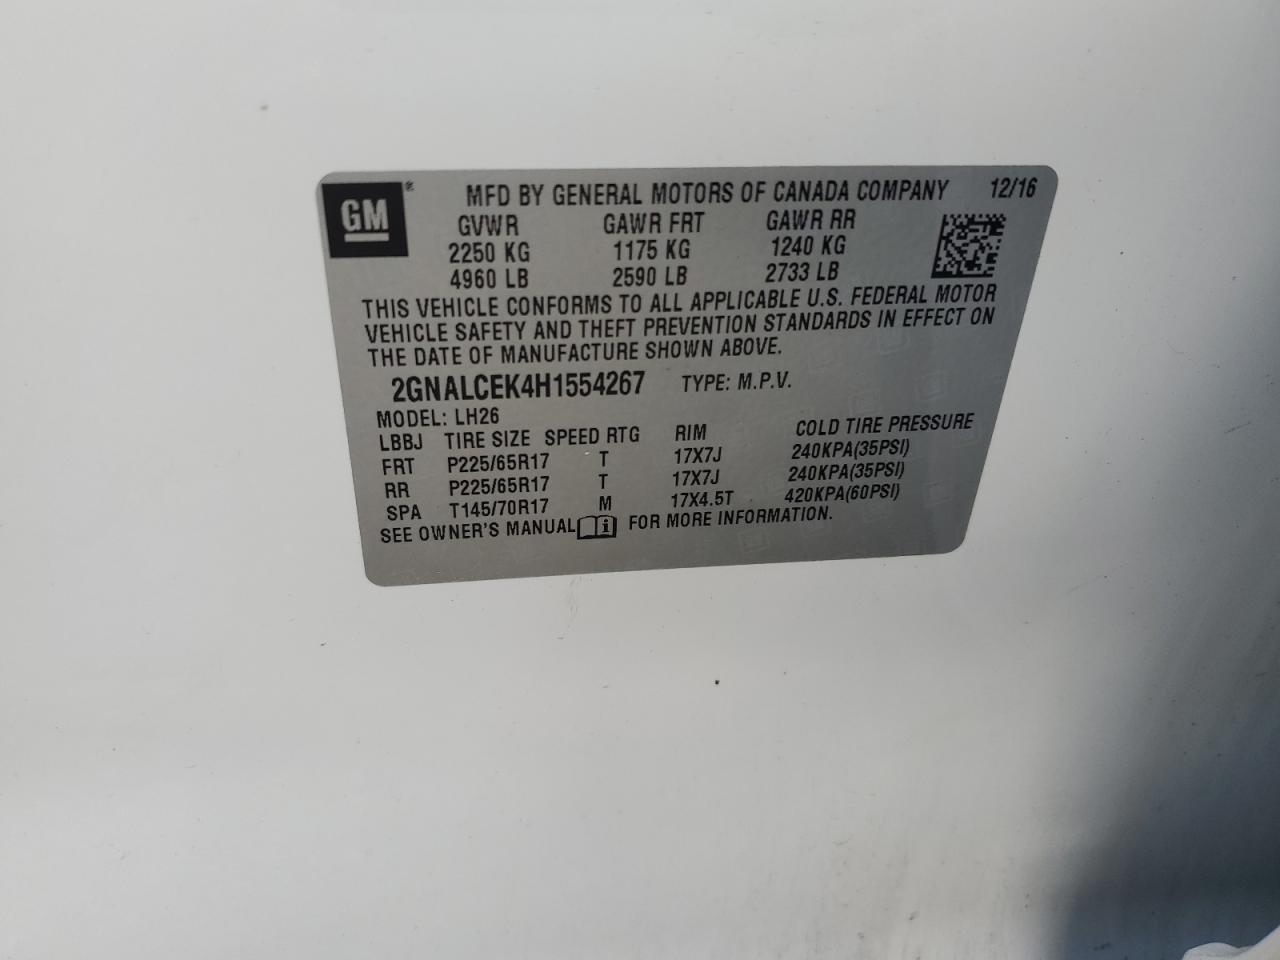 GM® MFD BY GENERAL MOTORS OF CANADA COMPANY 12/16
GVWR GAWR FRT GAWR RR
2250 KG 1175 KG 1240 KG
4960 LB 2590 LB 2733 LB
THIS VEHICLE CONFORMS TO ALL APPLICABLE U.S. FEDERAL MOTOR
VEHICLE SAFETY AND THEFT PREVENTION STANDARDS IN EFFECT ON
THE DATE OF MANUFACTURE SHOWN ABOVE.
2GNALCEK4H1554267 TYPE: M.P.V.
MODEL: LH26
LBBJ TIRE SIZE SPEED RTG RIM COLD TIRE PRESSURE
FRT P225/65R17 T 17X7J 240KPA(35PSI)
RR P225/65R17 T 17X7J 240KPA(35PSI)
SPA T145/70R17 M 17X4.5T 420KPA(60PSI)
SEE OWNER'S MANUAL FOR MORE INFORMATION.